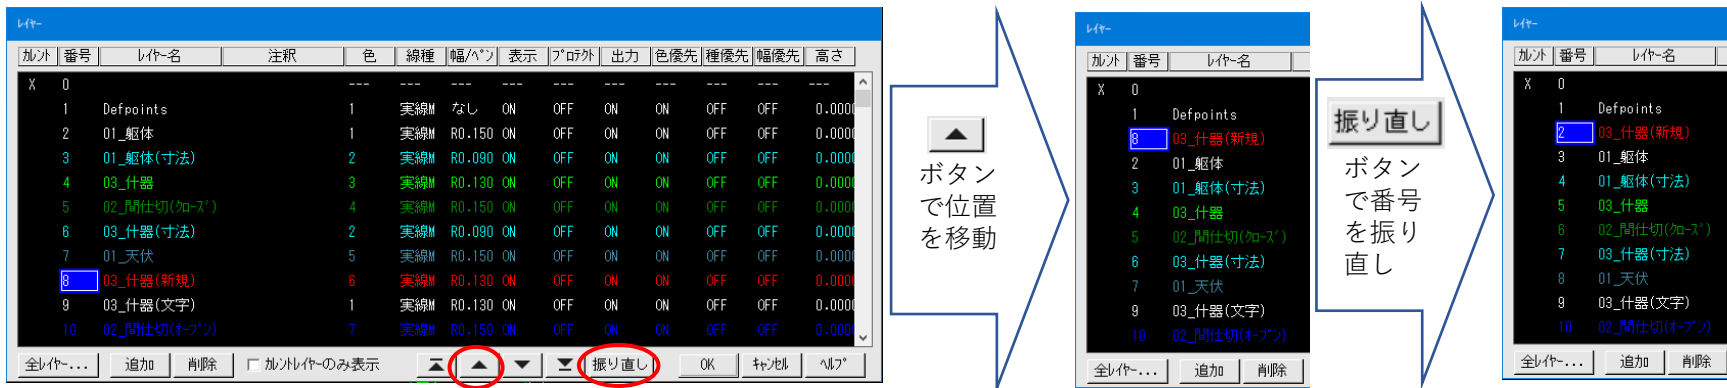 ﾚｲﾔｰ
ｶﾚﾝﾄ 番号 ﾚｲﾔｰ名 注釈 色 線種 幅/ﾍﾟﾝ 表示 ﾌﾟﾛﾃｸﾄ 出力 色優先 種優先 幅優先 高さ
X 0 --- --- --- --- --- --- --- --- --- ---
1 Defpoints 1 実線M なし ON OFF ON ON OFF OFF 0.0000
2 01_躯体 1 実線M R0.150 ON OFF ON ON OFF OFF 0.0000
3 01_躯体(寸法) 2 実線M R0.090 ON OFF ON ON OFF OFF 0.0000
4 03_什器 3 実線M R0.130 ON OFF ON ON OFF OFF 0.0000
5 02_間仕切(ｸﾛｰｽﾞ) 4 実線M R0.150 ON OFF ON ON OFF OFF 0.0000
6 03_什器(寸法) 2 実線M R0.090 ON OFF ON ON OFF OFF 0.0000
7 01_天伏 5 実線M R0.150 ON OFF ON ON OFF OFF 0.0000
8 03_什器(新規) 6 実線M R0.130 ON OFF ON ON OFF OFF 0.0000
9 03_什器(文字) 1 実線M R0.130 ON OFF ON ON OFF OFF 0.0000
10 02_間仕切(ｵｰﾌﾟﾝ) 7 実線M R0.150 ON OFF ON ON OFF OFF 0.0000
全ﾚｲﾔｰ... 追加 削除 ｶﾚﾝﾄﾚｲﾔｰのみ表示 振り直し OK ｷｬﾝｾﾙ ﾍﾙﾌﾟ
ボタン
で位置
を移動
ﾚｲﾔｰ
ｶﾚﾝﾄ 番号 ﾚｲﾔｰ名
X 0
1 Defpoints
8 03_什器(新規)
2 01_躯体
3 01_躯体(寸法)
4 03_什器
5 02_間仕切(ｸﾛｰｽﾞ)
6 03_什器(寸法)
7 01_天伏
9 03_什器(文字)
10 02_間仕切(ｵｰﾌﾟﾝ)
全ﾚｲﾔｰ... 追加 削除
振り直し
ボタン
で番号
を振り
直し
ﾚｲﾔｰ
ｶﾚﾝﾄ 番号 ﾚｲﾔｰ名
X 0
1 Defpoints
2 03_什器(新規)
3 01_躯体
4 01_躯体(寸法)
5 03_什器
6 02_間仕切(ｸﾛｰｽﾞ)
7 03_什器(寸法)
8 01_天伏
9 03_什器(文字)
10 02_間仕切(ｵｰﾌﾟﾝ)
全ﾚｲﾔｰ... 追加 削除